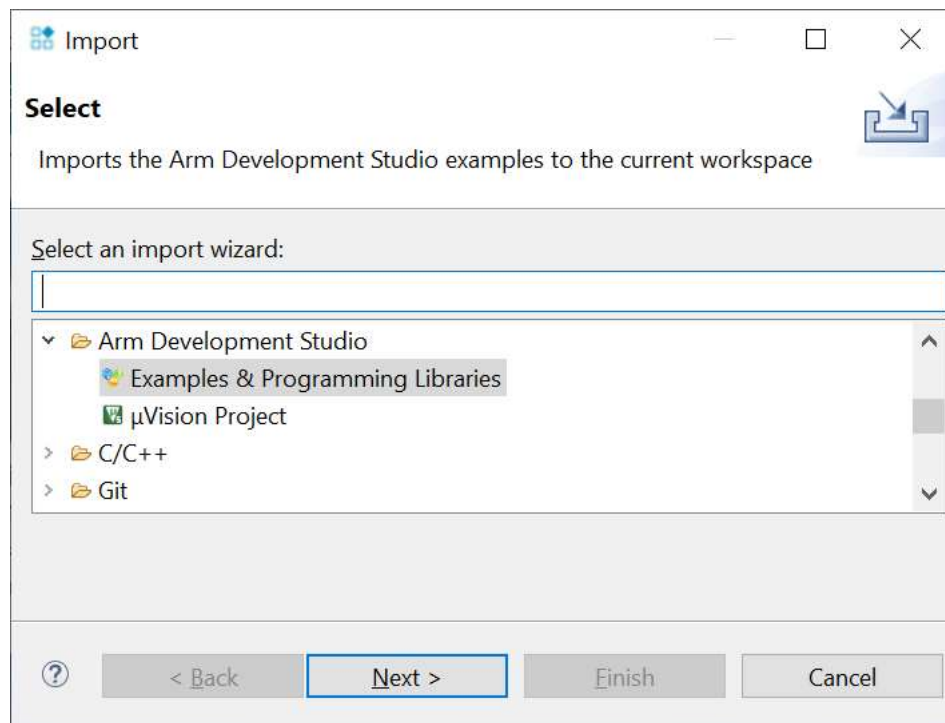 Import
Select
Imports the Arm Development Studio examples to the current workspace
Select an import wizard:
Arm Development Studio
Examples & Programming Libraries
µVision Project
C/C++
Git
? < Back Next > Finish Cancel